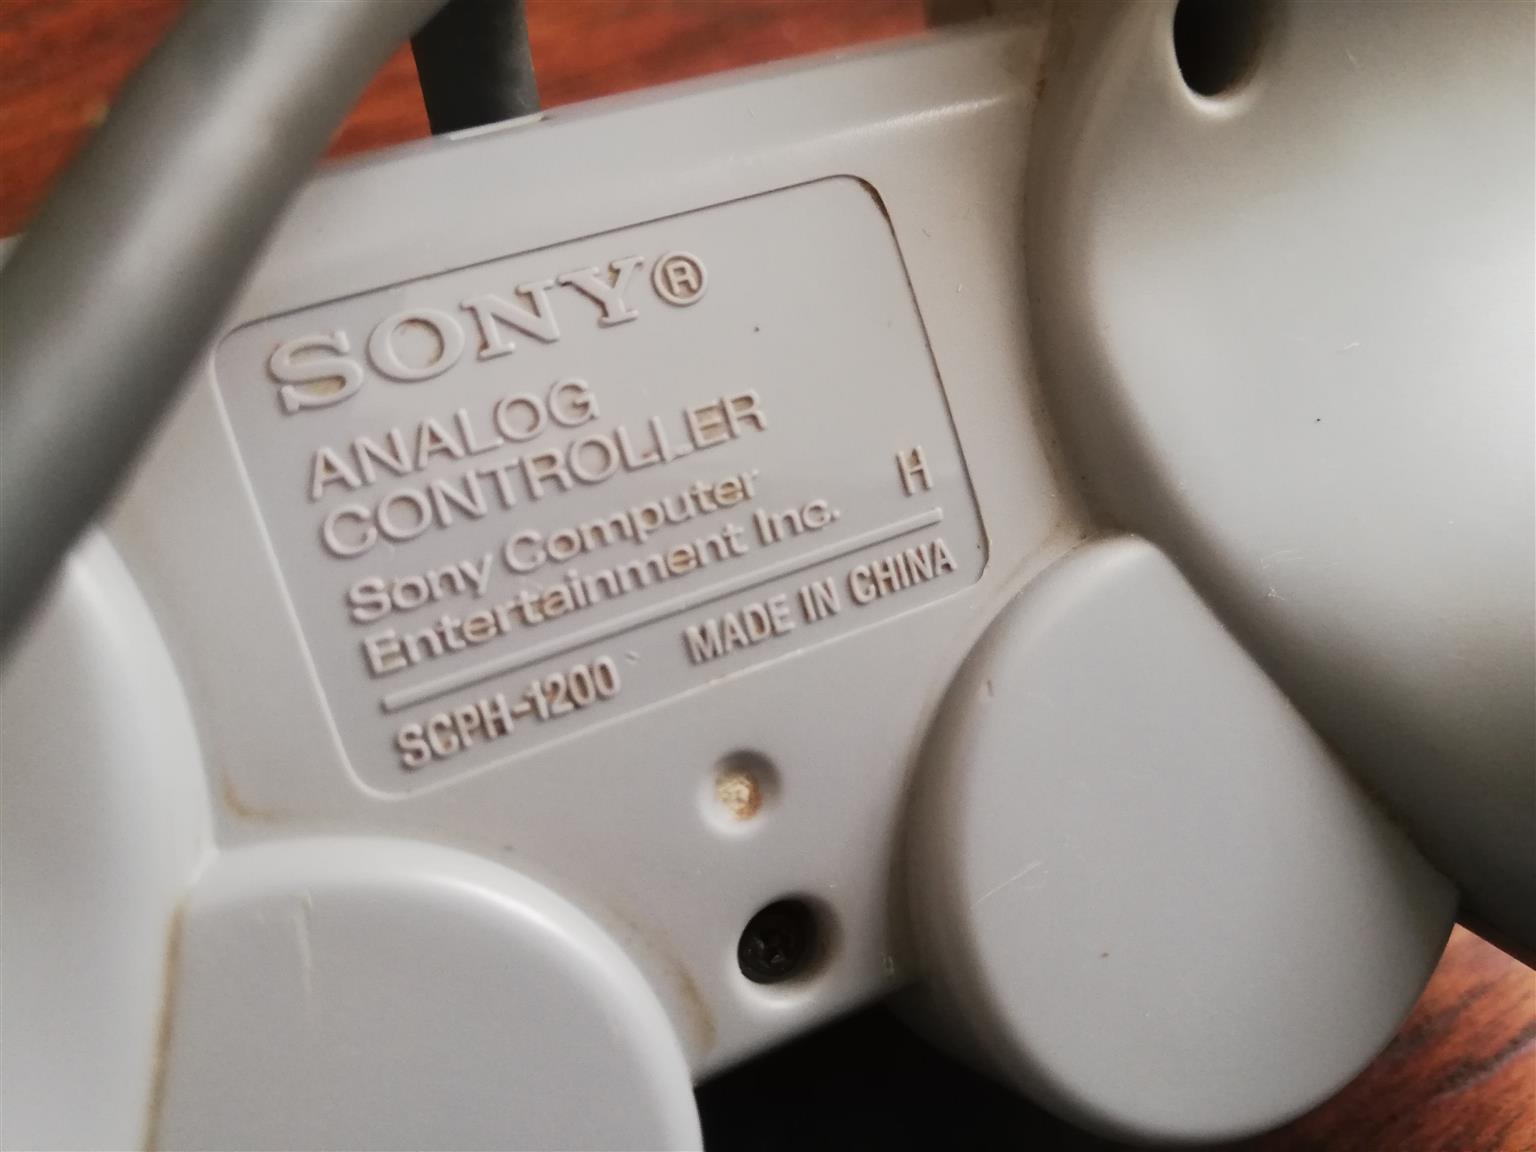 SONY®
ANALOG
CONTROLLER
Sony Computer
Entertainment Inc. H
SCPH-1200 MADE IN CHINA